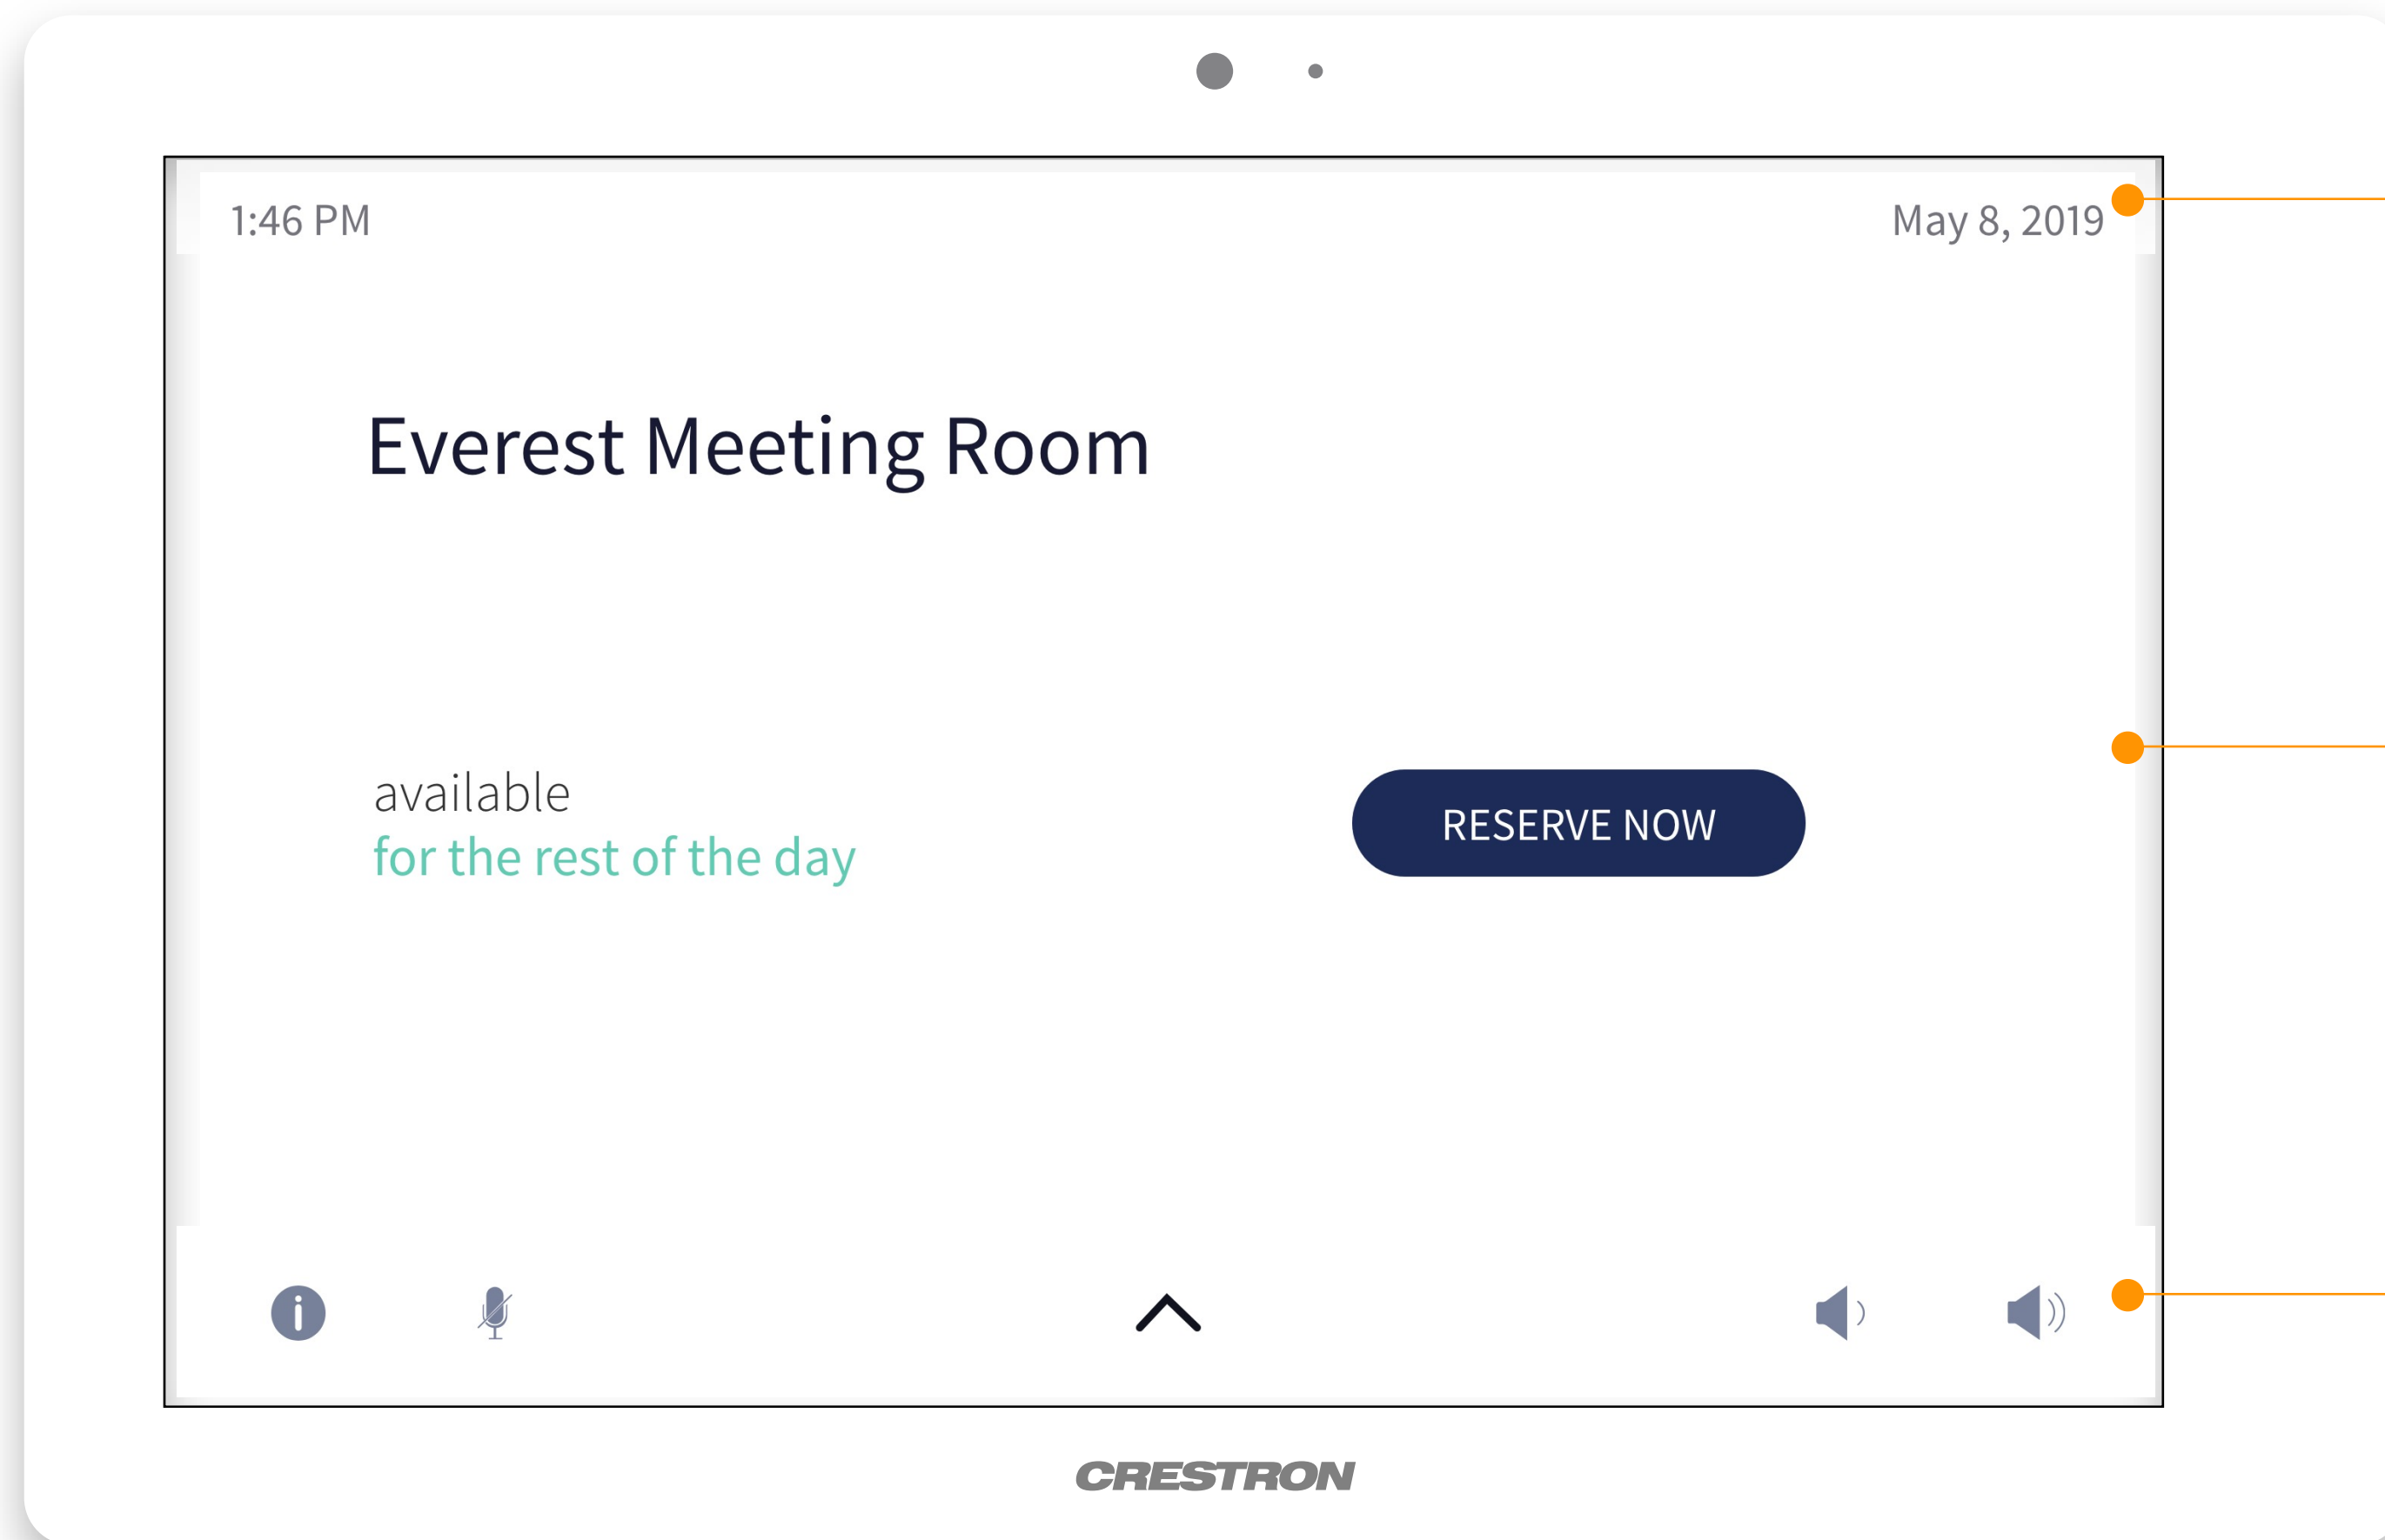 1:46 PM
May 8, 2019
Everest Meeting Room
available
for the rest of the day
RESERVE NOW
CRESTRON